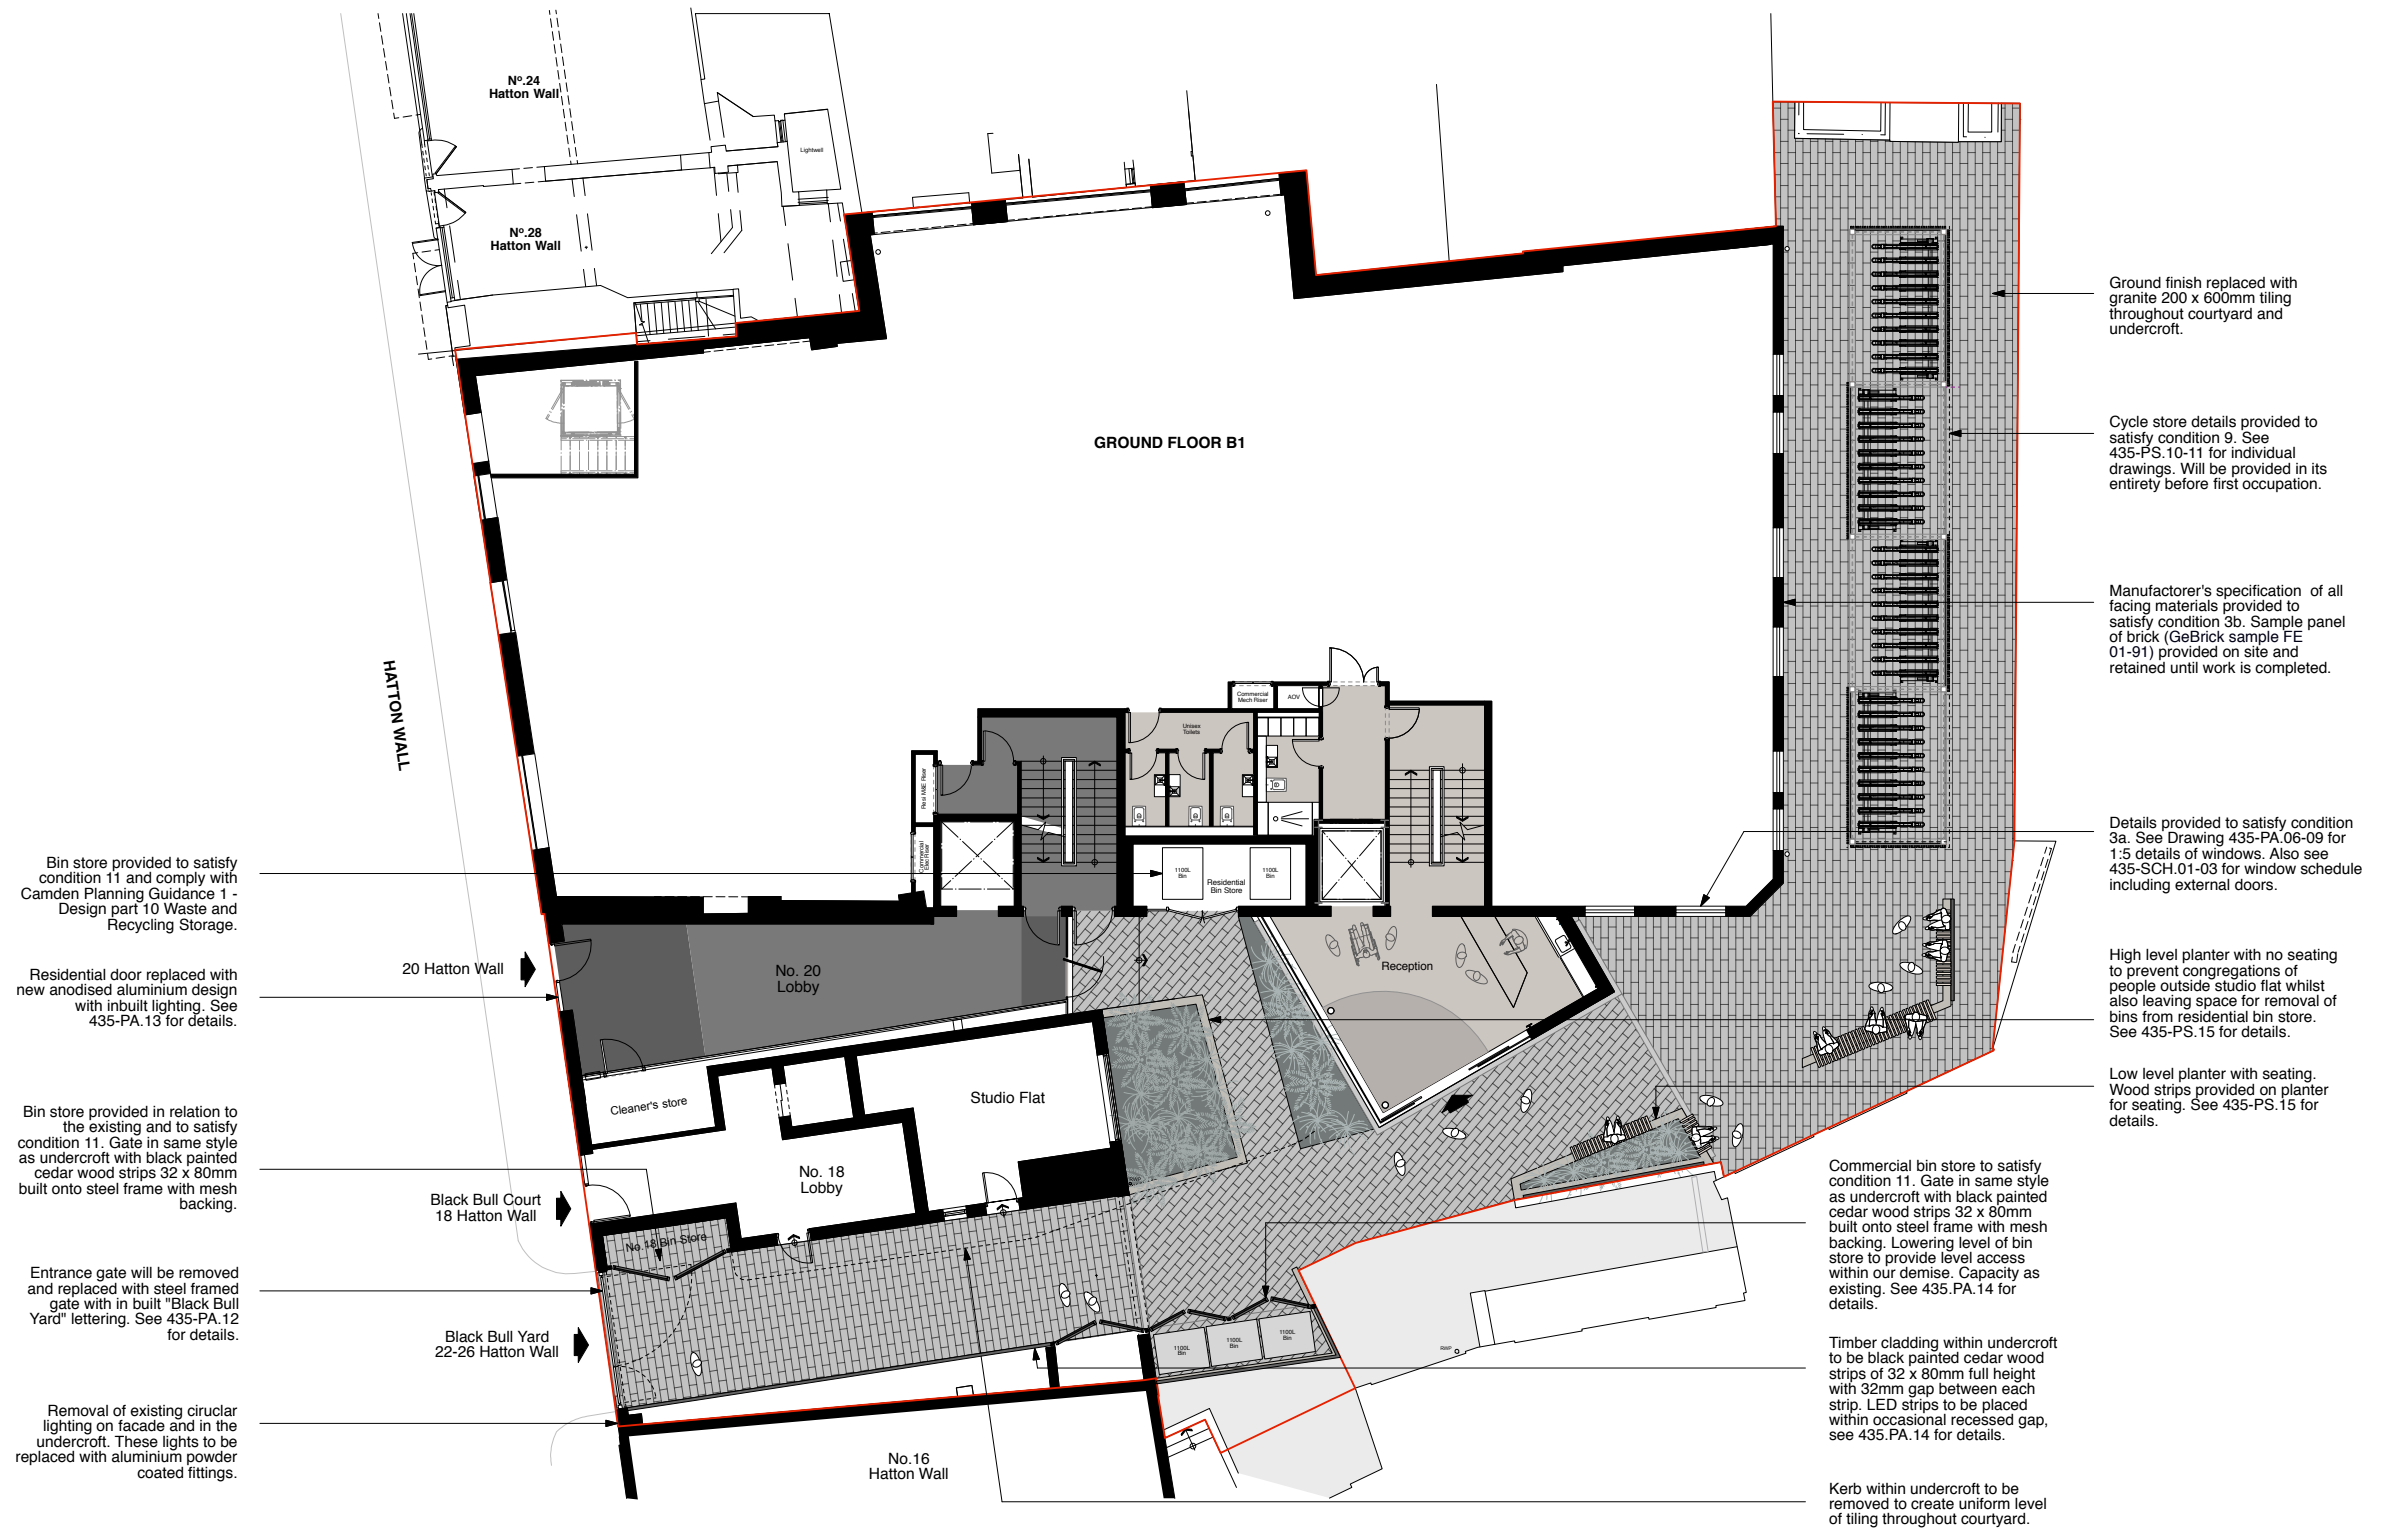 Nº.24
Hatton Wall
Lightwell
Nº.28
Hatton Wall
GROUND FLOOR B1
HATTON WALL
Ground finish replaced with
granite 200 x 600mm tiling
throughout courtyard and
undercroft.
Cycle store details provided to
satisfy condition 9. See
435-PS.10-11 for individual
drawings. Will be provided in its
entirety before first occupation.
Manufactorer's specification of all
facing materials provided to
satisfy condition 3b. Sample panel
of brick (GeBrick sample FE
01-91) provided on site and
retained until work is completed.
Details provided to satisfy condition
3a. See Drawing 435-PA.06-09 for
1:5 details of windows. Also see
435-SCH.01-03 for window schedule
including external doors.
High level planter with no seating
to prevent congregations of
people outside studio flat whilst
also leaving space for removal of
bins from residential bin store.
See 435-PS.15 for details.
Low level planter with seating.
Wood strips provided on planter
for seating. See 435-PS.15 for
details.
Commercial bin store to satisfy
condition 11. Gate in same style
as undercroft with black painted
cedar wood strips 32 x 80mm
built onto steel frame with mesh
backing. Lowering level of bin
store to provide level access
within our demise. Capacity as
existing. See 435.PA.14 for
details.
Timber cladding within undercroft
to be black painted cedar wood
strips of 32 x 80mm full height
with 32mm gap between each
strip. LED strips to be placed
within occasional recessed gap,
see 435.PA.14 for details.
Kerb within undercroft to be
removed to create uniform level
of tiling throughout courtyard.
Bin store provided to satisfy
condition 11 and comply with
Camden Planning Guidance 1 -
Design part 10 Waste and
Recycling Storage.
Residential door replaced with
new anodised aluminium design
with inbuilt lighting. See
435-PA.13 for details.
Bin store provided in relation to
the existing and to satisfy
condition 11. Gate in same style
as undercroft with black painted
cedar wood strips 32 x 80mm
built onto steel frame with mesh
backing.
Entrance gate will be removed
and replaced with steel framed
gate with in built "Black Bull
Yard" lettering. See 435-PA.12
for details.
Removal of existing ciruclar
lighting on facade and in the
undercroft. These lights to be
replaced with aluminium powder
coated fittings.
20 Hatton Wall
Black Bull Court
18 Hatton Wall
Black Bull Yard
22-26 Hatton Wall
Commercial
Mech Riser
AOV
Unisex
Toilets
Resi M&E Riser
Commercial
Elec Riser
1100L
Bin
Residential
Bin Store
1100L
Bin
No. 20
Lobby
Reception
Cleaner's store
Studio Flat
No. 18
Lobby
RWP
No.18 Bin Store
1100L
Bin
1100L
Bin
1100L
Bin
RWP
No.16
Hatton Wall